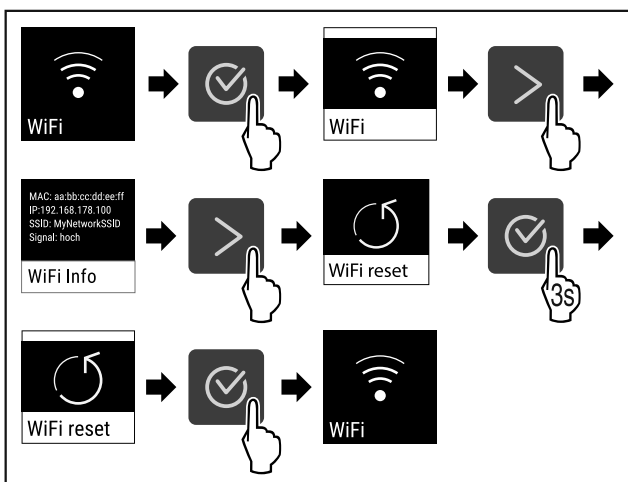 WiFi
WiFi
MAC: aa:bb:cc:dd:ee:ff
IP:192.168.178.100
SSID: MyNetworkSSID
Signal: hoch
WiFi Info
WiFi reset
3s
WiFi reset
WiFi